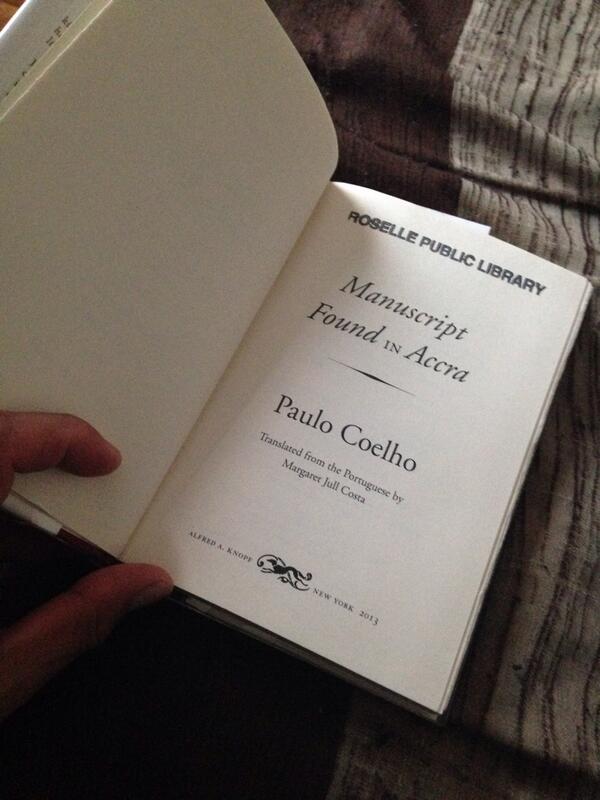 ROSELLE PUBLIC LIBRARY
Manuscript
Found IN Accra
Paulo Coelho
Translated from the Portuguese by
Margaret Jull Costa
ALFRED A. KNOPF NEW YORK 2013